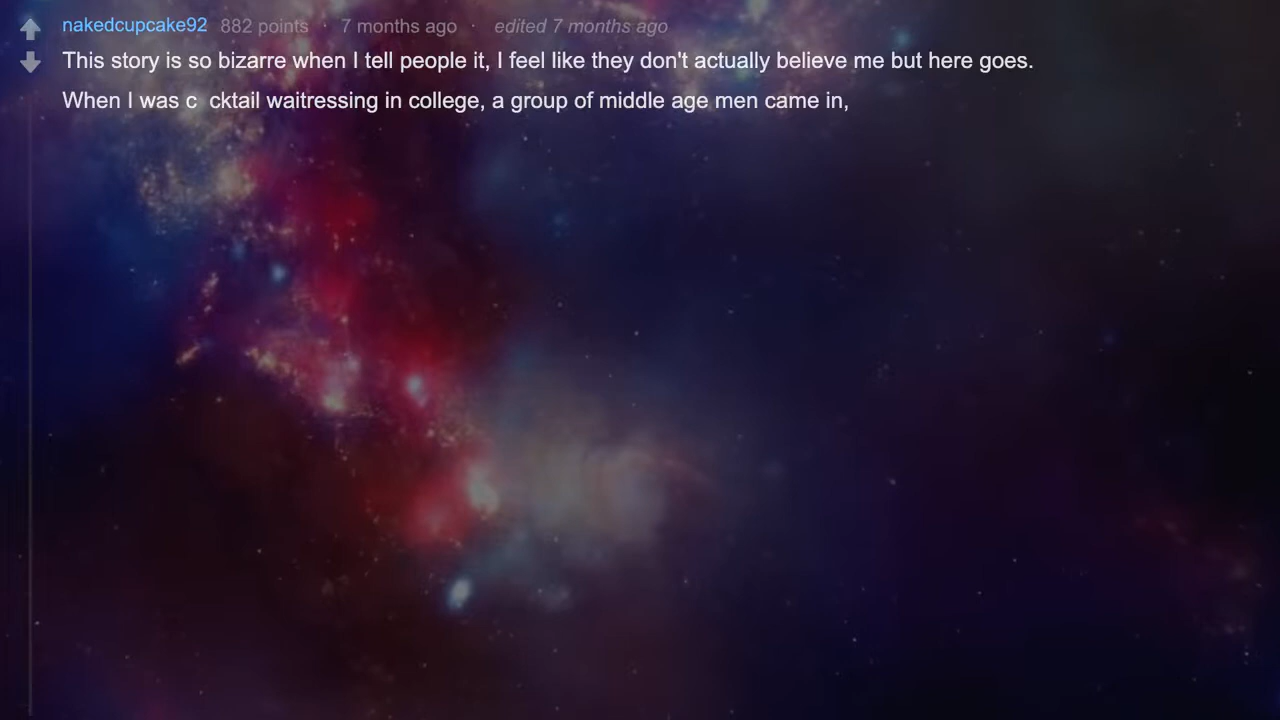 nakedcupcake92 882 points · 7 months ago · edited 7 months ago
This story is so bizarre when I tell people it, I feel like they don't actually believe me but here goes.
When I was c cktail waitressing in college, a group of middle age men came in,